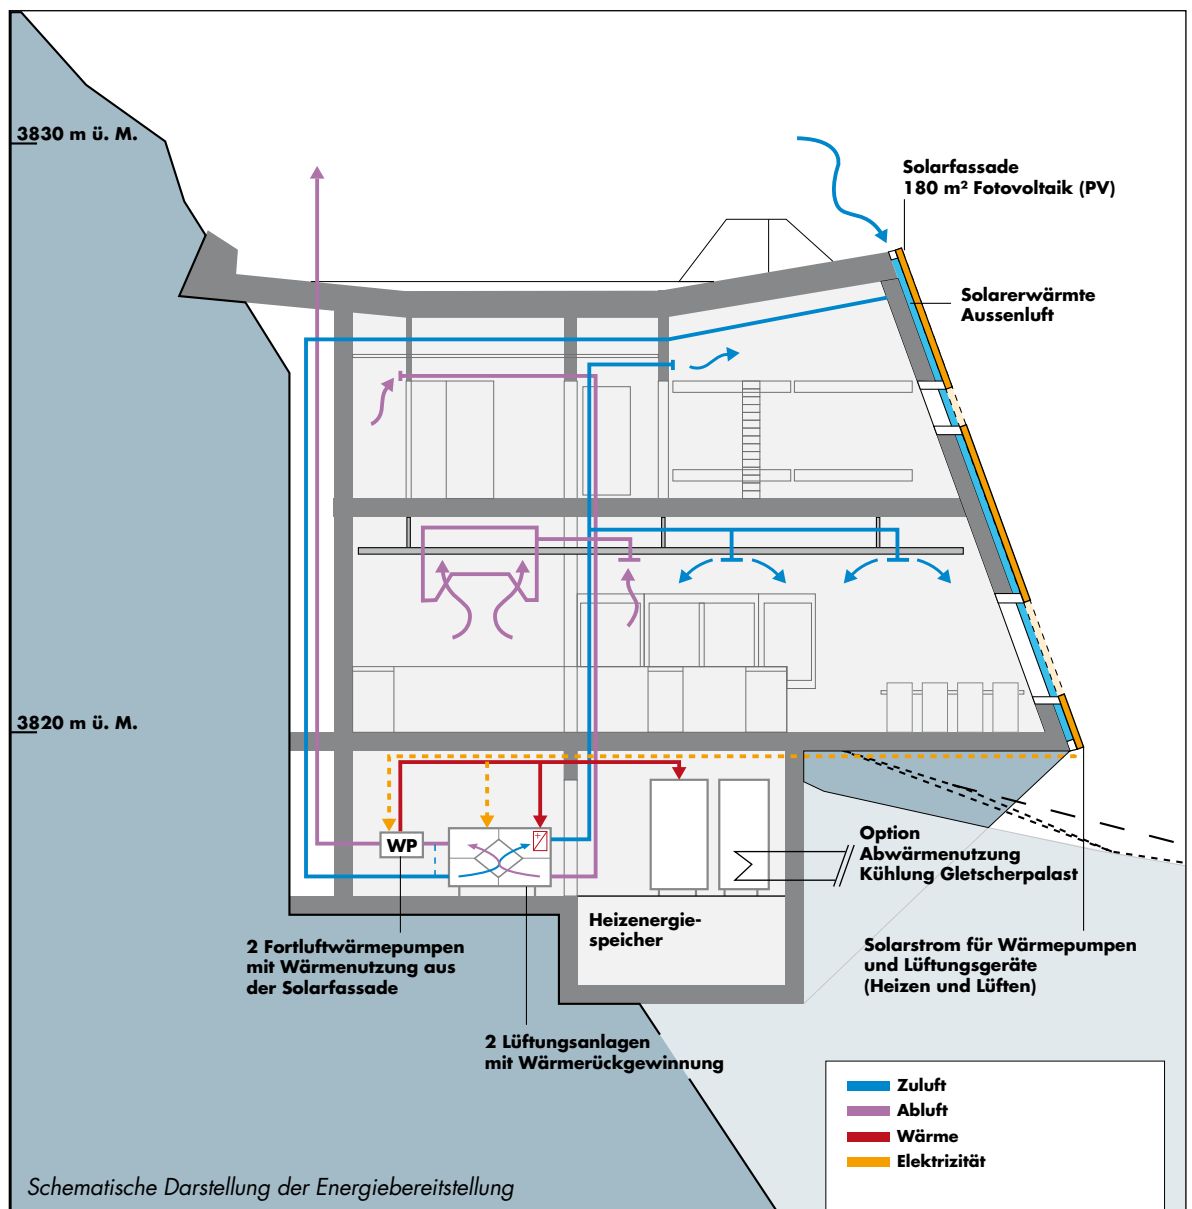 3830 m ü. M.
Solarfassade
180 m² Fotovoltaik (PV)
Solarerwärmte
Aussenluft
3820 m ü. M.
WP
+
-
Option
Abwärmenutzung
Kühlung Gletscherpalast
Heizenergie-
speicher
2 Fortluftwärmepumpen
mit Wärmenutzung aus
der Solarfassade
Solarstrom für Wärmepumpen
und Lüftungsgeräte
(Heizen und Lüften)
2 Lüftungsanlagen
mit Wärmerückgewinnung
Zuluft
Abluft
Wärme
Elektrizität
Schematische Darstellung der Energiebereitstellung